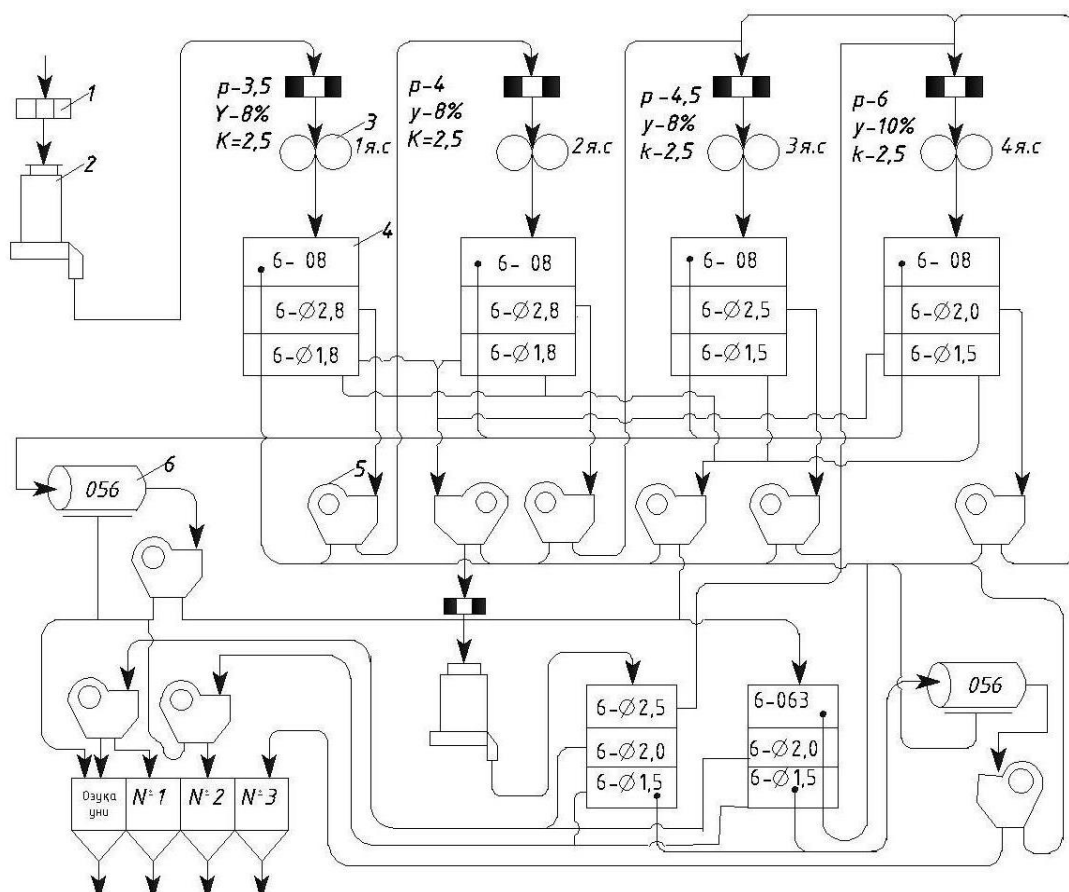 1
2
p-3,5
Y-8%
K=2,5
3
1я.с
p-4
y-8%
K=2,5
2я.с
p-4,5
y-8%
k-2,5
3я.с
p-6
y-10%
k-2,5
4я.с
4
6- 08
6-∅2,8
6-∅1,8
6- 08
6-∅2,8
6-∅1,8
6- 08
6-∅2,5
6-∅1,5
6- 08
6-∅2,0
6-∅1,5
6
056
5
6-∅2,5
6-∅2,0
6-∅1,5
6-063
6-∅2,0
6-∅1,5
056
Озуқа
уни
№1
№2
№3